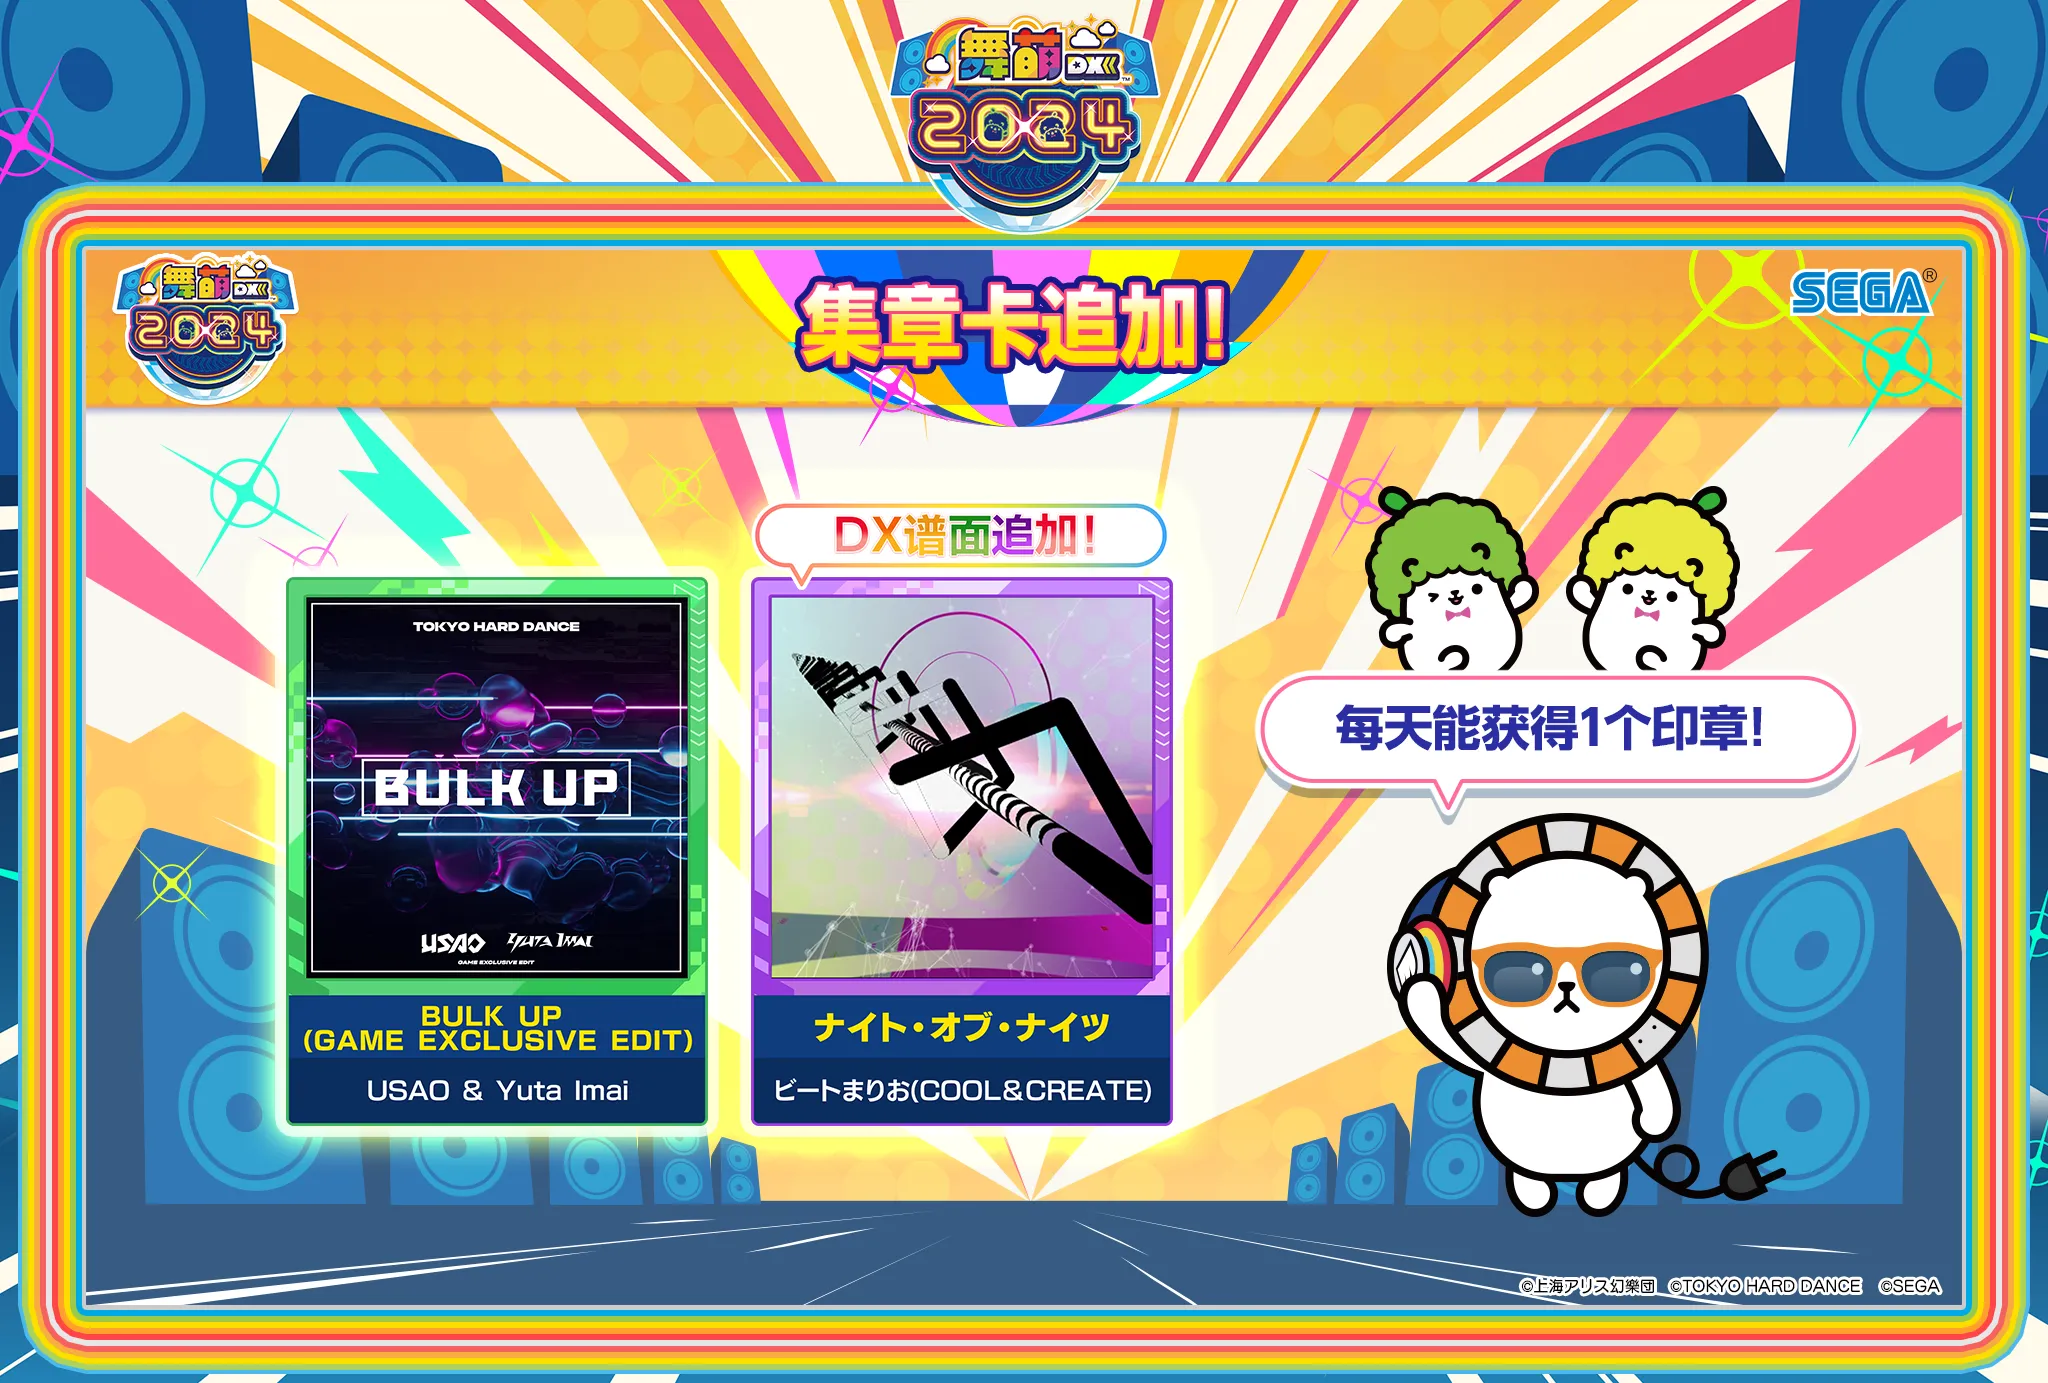 舞萌DX
2024
舞萌DX
2024
集章卡追加!
SEGA®
DX谱面追加!
TOKYO HARD DANCE
BULK UP
USAO Yuta Imai
GAME EXCLUSIVE EDIT
BULK UP
(GAME EXCLUSIVE EDIT)
USAO & Yuta Imai
ナイト・オブ・ナイツ
ビートまりお(COOL&CREATE)
每天能获得1个印章!
©上海アリス幻樂団 ©TOKYO HARD DANCE ©SEGA